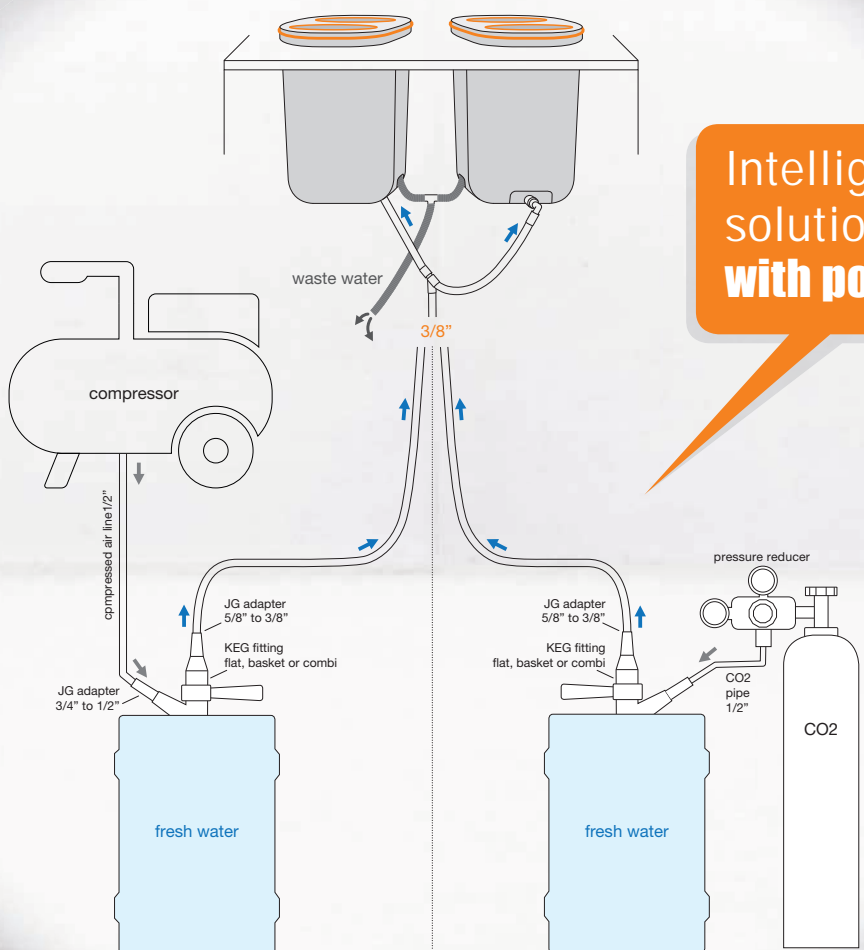 Intellig
solutio
with po
waste water
3/8”
compressor
cpmpressed air line1/2”
pressure reducer
JG adapter
5/8” to 3/8”
KEG fitting
flat, basket or combi
JG adapter
3/4” to 1/2”
JG adapter
5/8” to 3/8”
KEG fitting
flat, basket or combi
CO2
pipe
1/2”
CO2
fresh water
fresh water